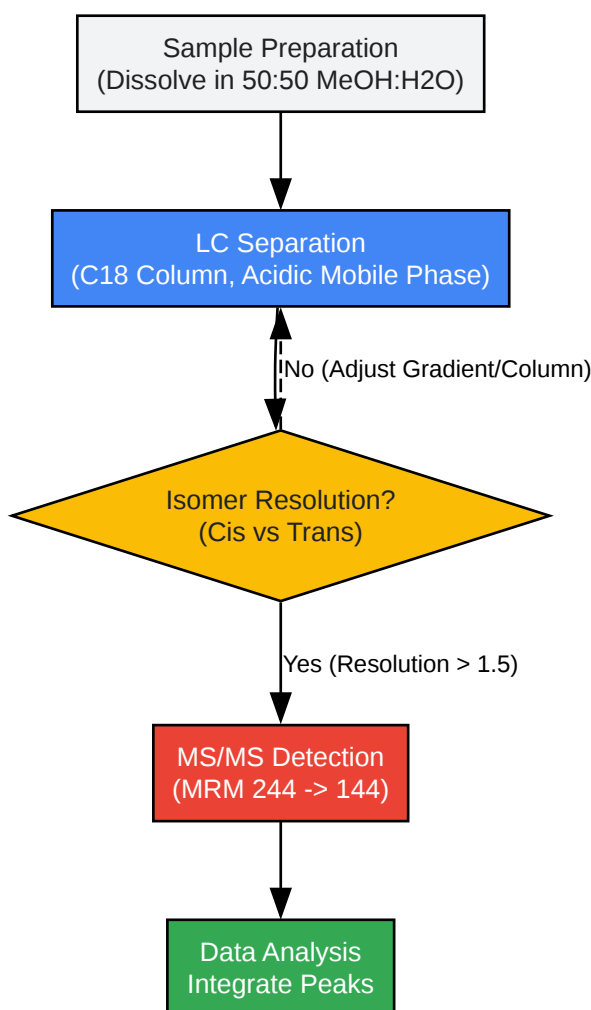 Sample Preparation
(Dissolve in 50:50 MeOH:H2O)
LC Separation
(C18 Column, Acidic Mobile Phase)
No (Adjust Gradient/Column)
Isomer Resolution?
(Cis vs Trans)
Yes (Resolution > 1.5)
MS/MS Detection
(MRM 244 -> 144)
Data Analysis
Integrate Peaks